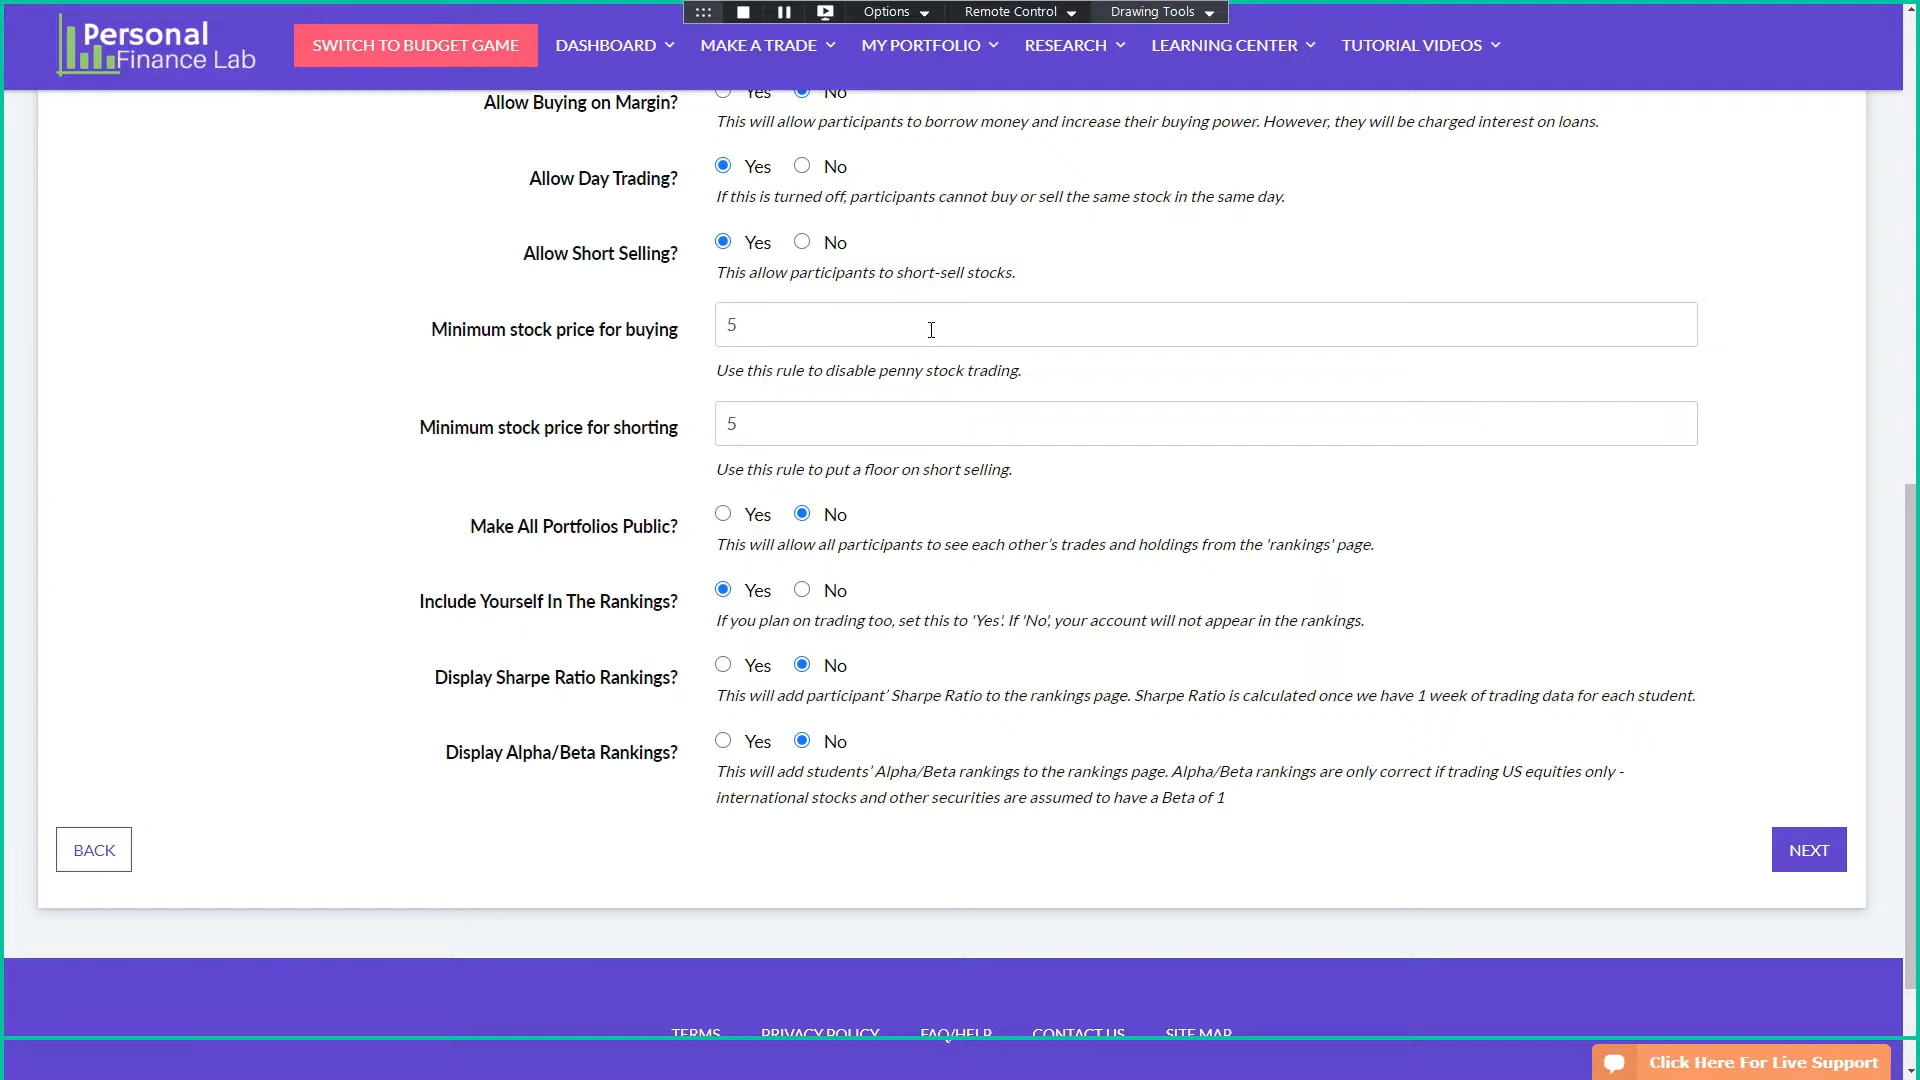 Options
Remote Control
Drawing Tools
Personal
Finance Lab
SWITCH TO BUDGET GAME
DASHBOARD
MAKE A TRADE
MY PORTFOLIO
RESEARCH
LEARNING CENTER
TUTORIAL VIDEOS
Allow Buying on Margin?
Yes No
This will allow participants to borrow money and increase their buying power. However, they will be charged interest on loans.
Allow Day Trading?
Yes No
If this is turned off, participants cannot buy or sell the same stock in the same day.
Allow Short Selling?
Yes No
This allow participants to short-sell stocks.
Minimum stock price for buying
5
Use this rule to disable penny stock trading.
Minimum stock price for shorting
5
Use this rule to put a floor on short selling.
Make All Portfolios Public?
Yes No
This will allow all participants to see each other's trades and holdings from the 'rankings' page.
Include Yourself In The Rankings?
Yes No
If you plan on trading too, set this to 'Yes'. If 'No', your account will not appear in the rankings.
Display Sharpe Ratio Rankings?
Yes No
This will add participant’ Sharpe Ratio to the rankings page. Sharpe Ratio is calculated once we have 1 week of trading data for each student.
Display Alpha/Beta Rankings?
Yes No
This will add students’ Alpha/Beta rankings to the rankings page. Alpha/Beta rankings are only correct if trading US equities only -
international stocks and other securities are assumed to have a Beta of 1
BACK
NEXT
TERMS
PRIVACY POLICY
FAQ/HELP
CONTACT US
SITE MAP
Click Here For Live Support